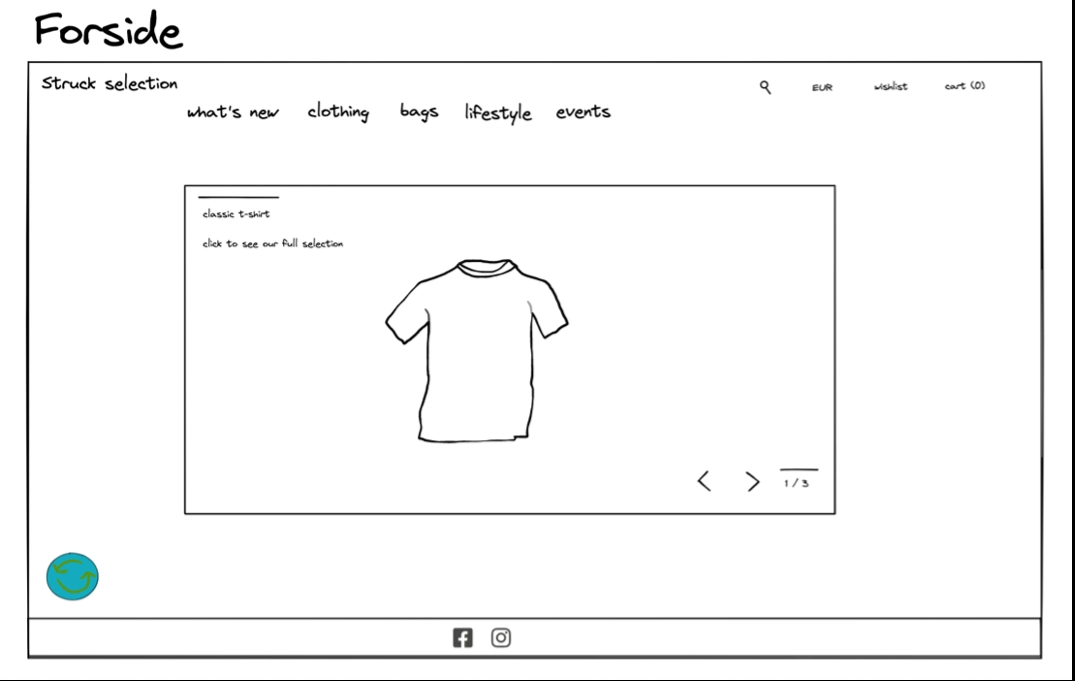 Forside
Struck selection
EUR
wishlist
cart (0)
what's new
clothing
bags
lifestyle
events
classic t-shirt
click to see our full selection
1 / 3